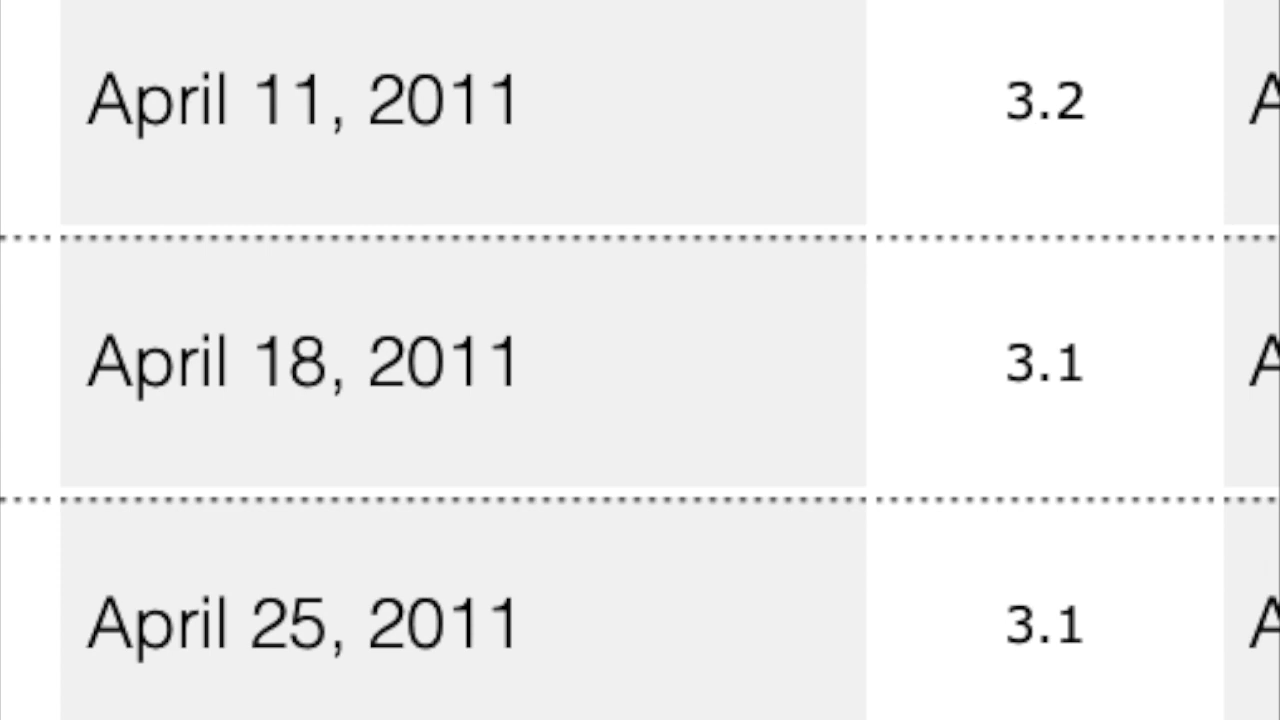 April 11, 2011 3.2 A
April 18, 2011 3.1 A
April 25, 2011 3.1 A